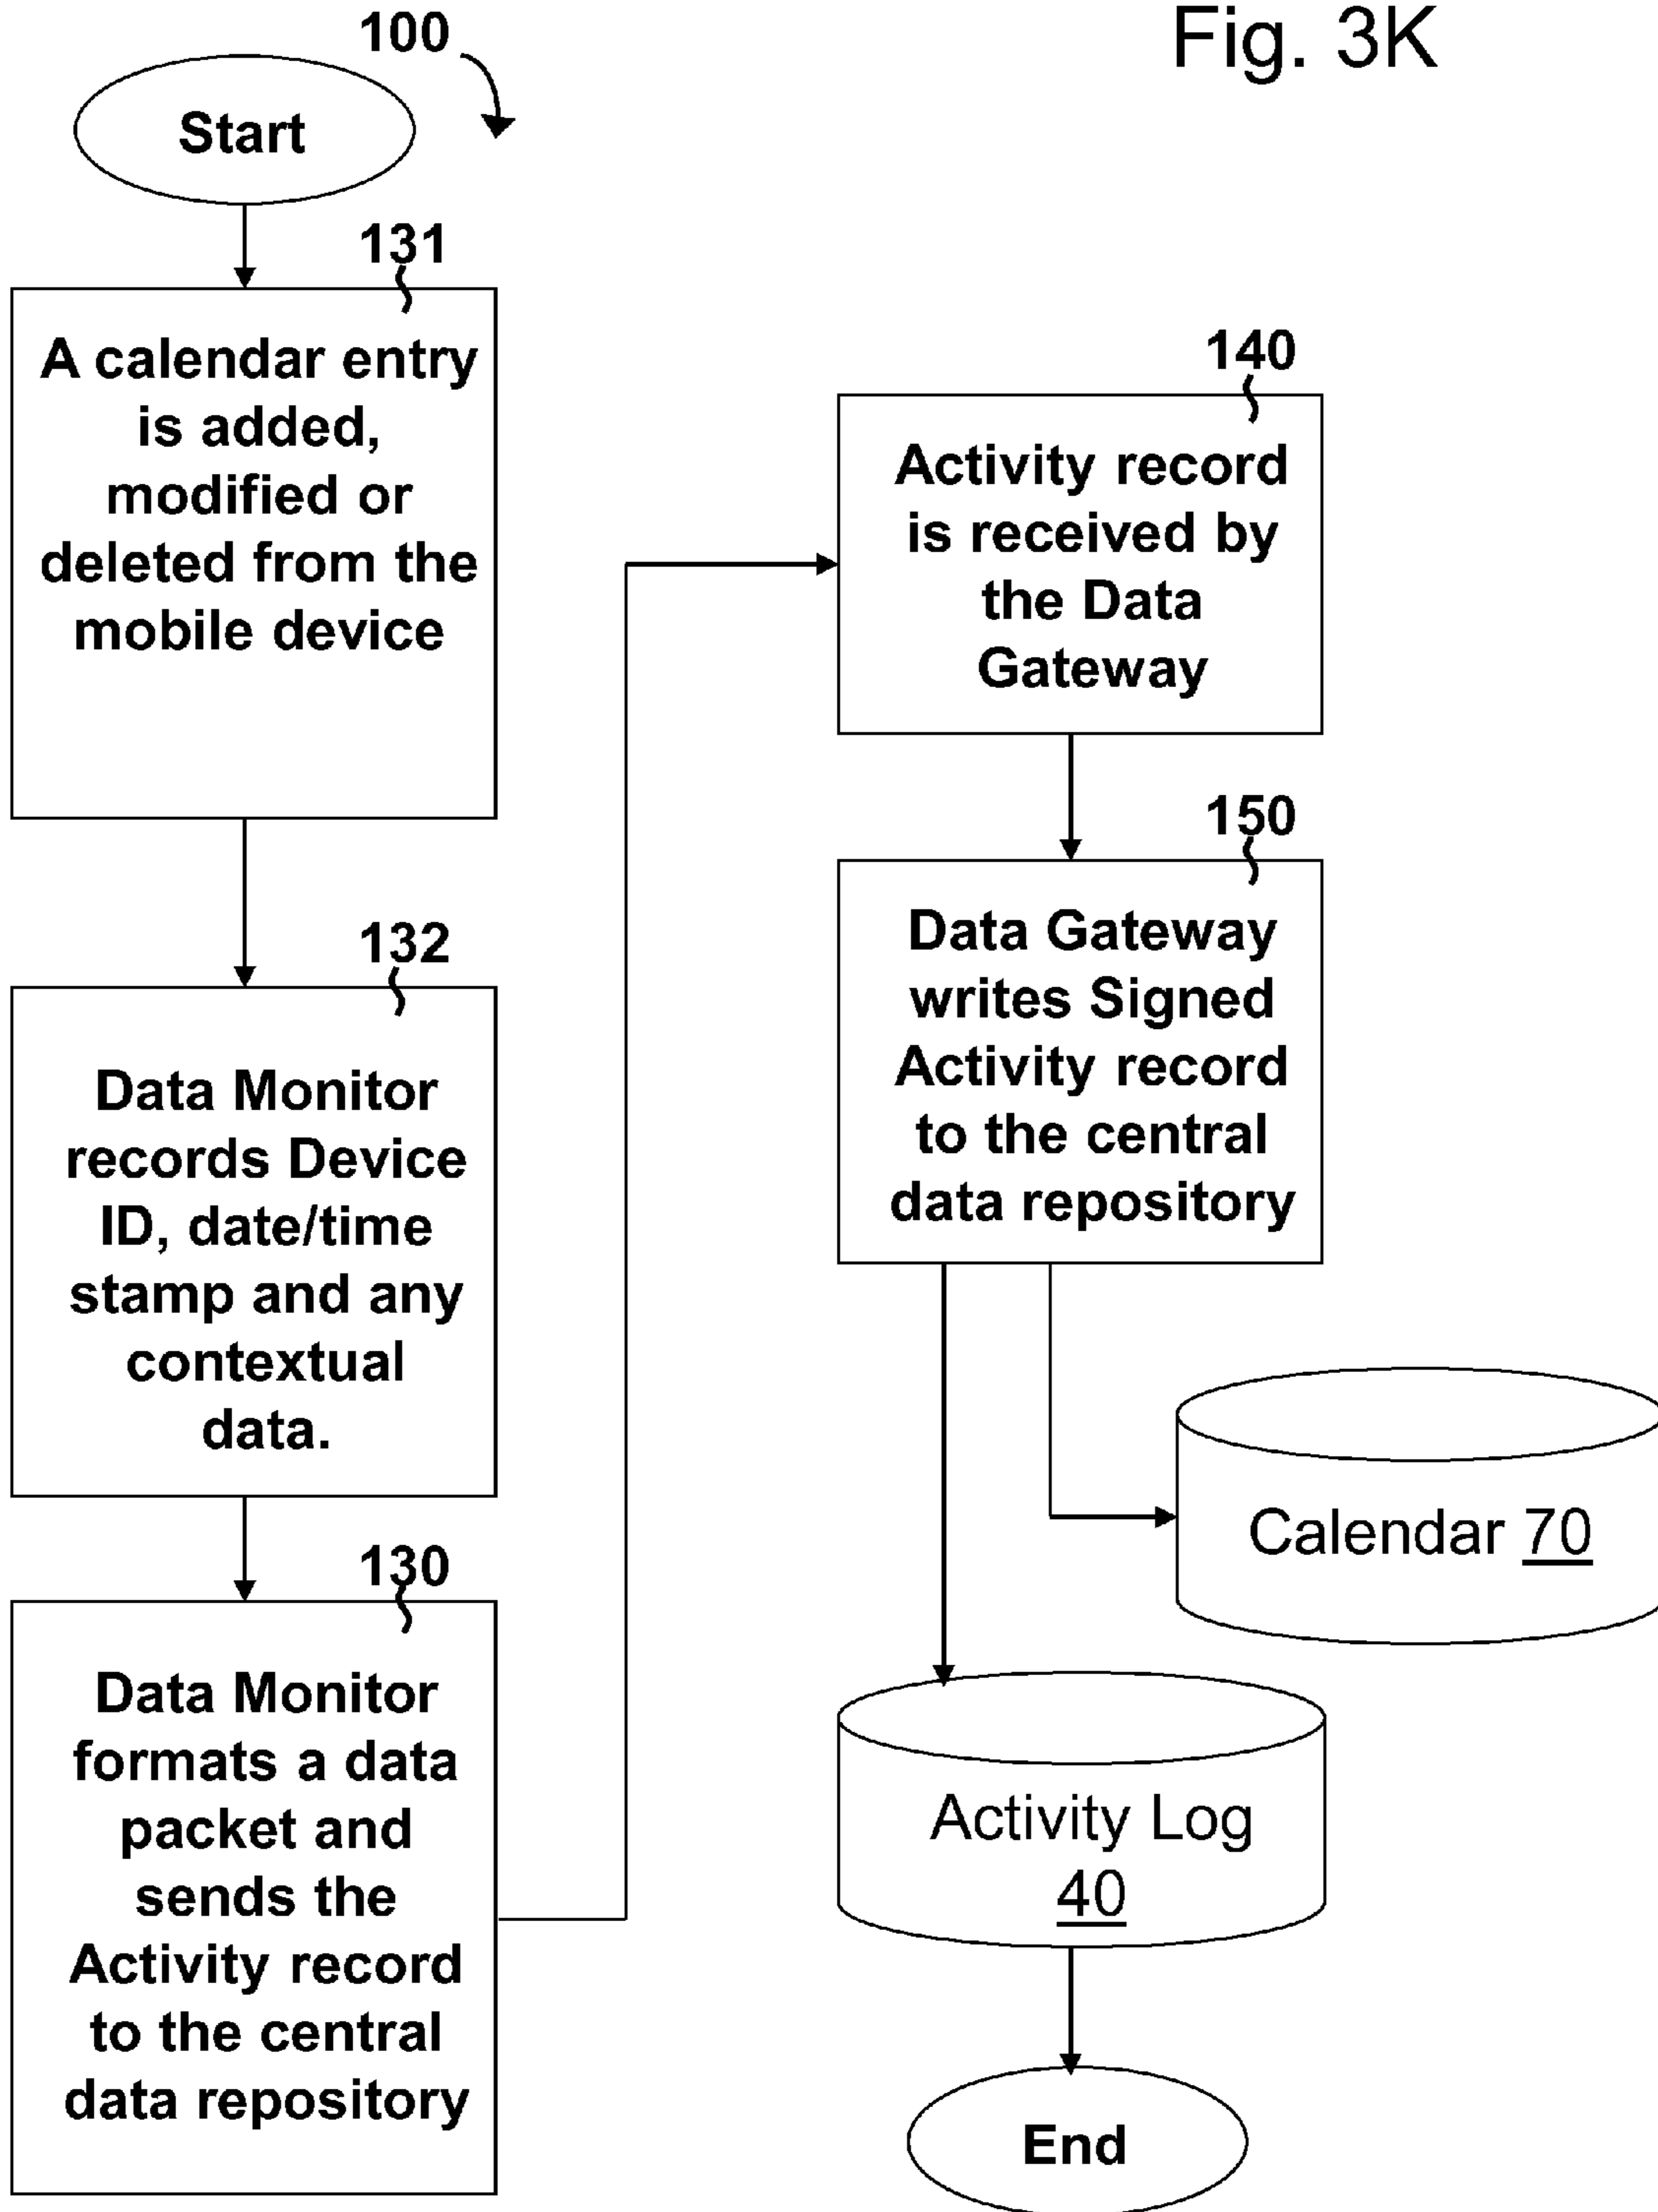 Fig. 3K
100
Start
131
A calendar entry
is added,
modified or
deleted from the
mobile device
132
Data Monitor
records Device
ID, date/time
stamp and any
contextual
data.
130
Data Monitor
formats a data
packet and
sends the
Activity record
to the central
data repository
140
Activity record
is received by
the Data
Gateway
150
Data Gateway
writes Signed
Activity record
to the central
data repository
Calendar 70
Activity Log
40
End